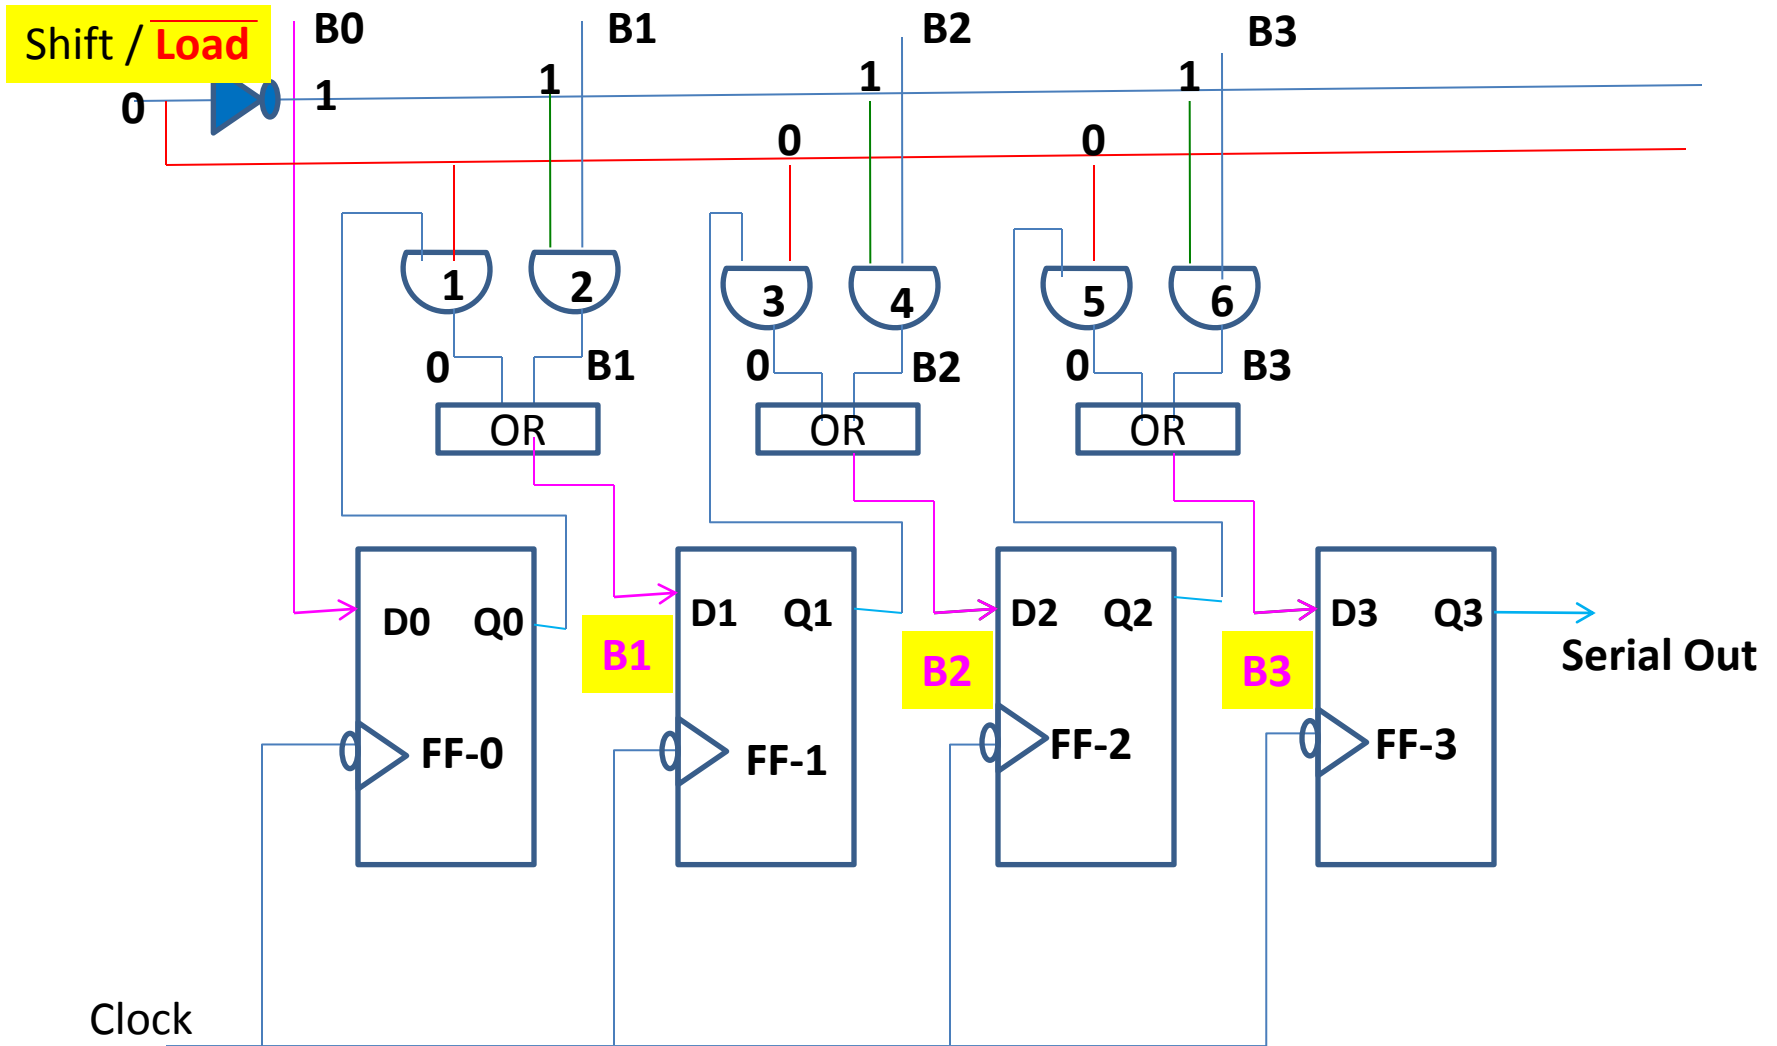 Shift / Load
B0
B1
B2
B3
0
1
1
1
1
0
0
1
2
3
4
5
6
0
B1
0
B2
0
B3
OR
OR
OR
D0
Q0
B1
D1
Q1
B2
D2
Q2
B3
D3
Q3
Serial Out
FF-0
FF-1
FF-2
FF-3
Clock